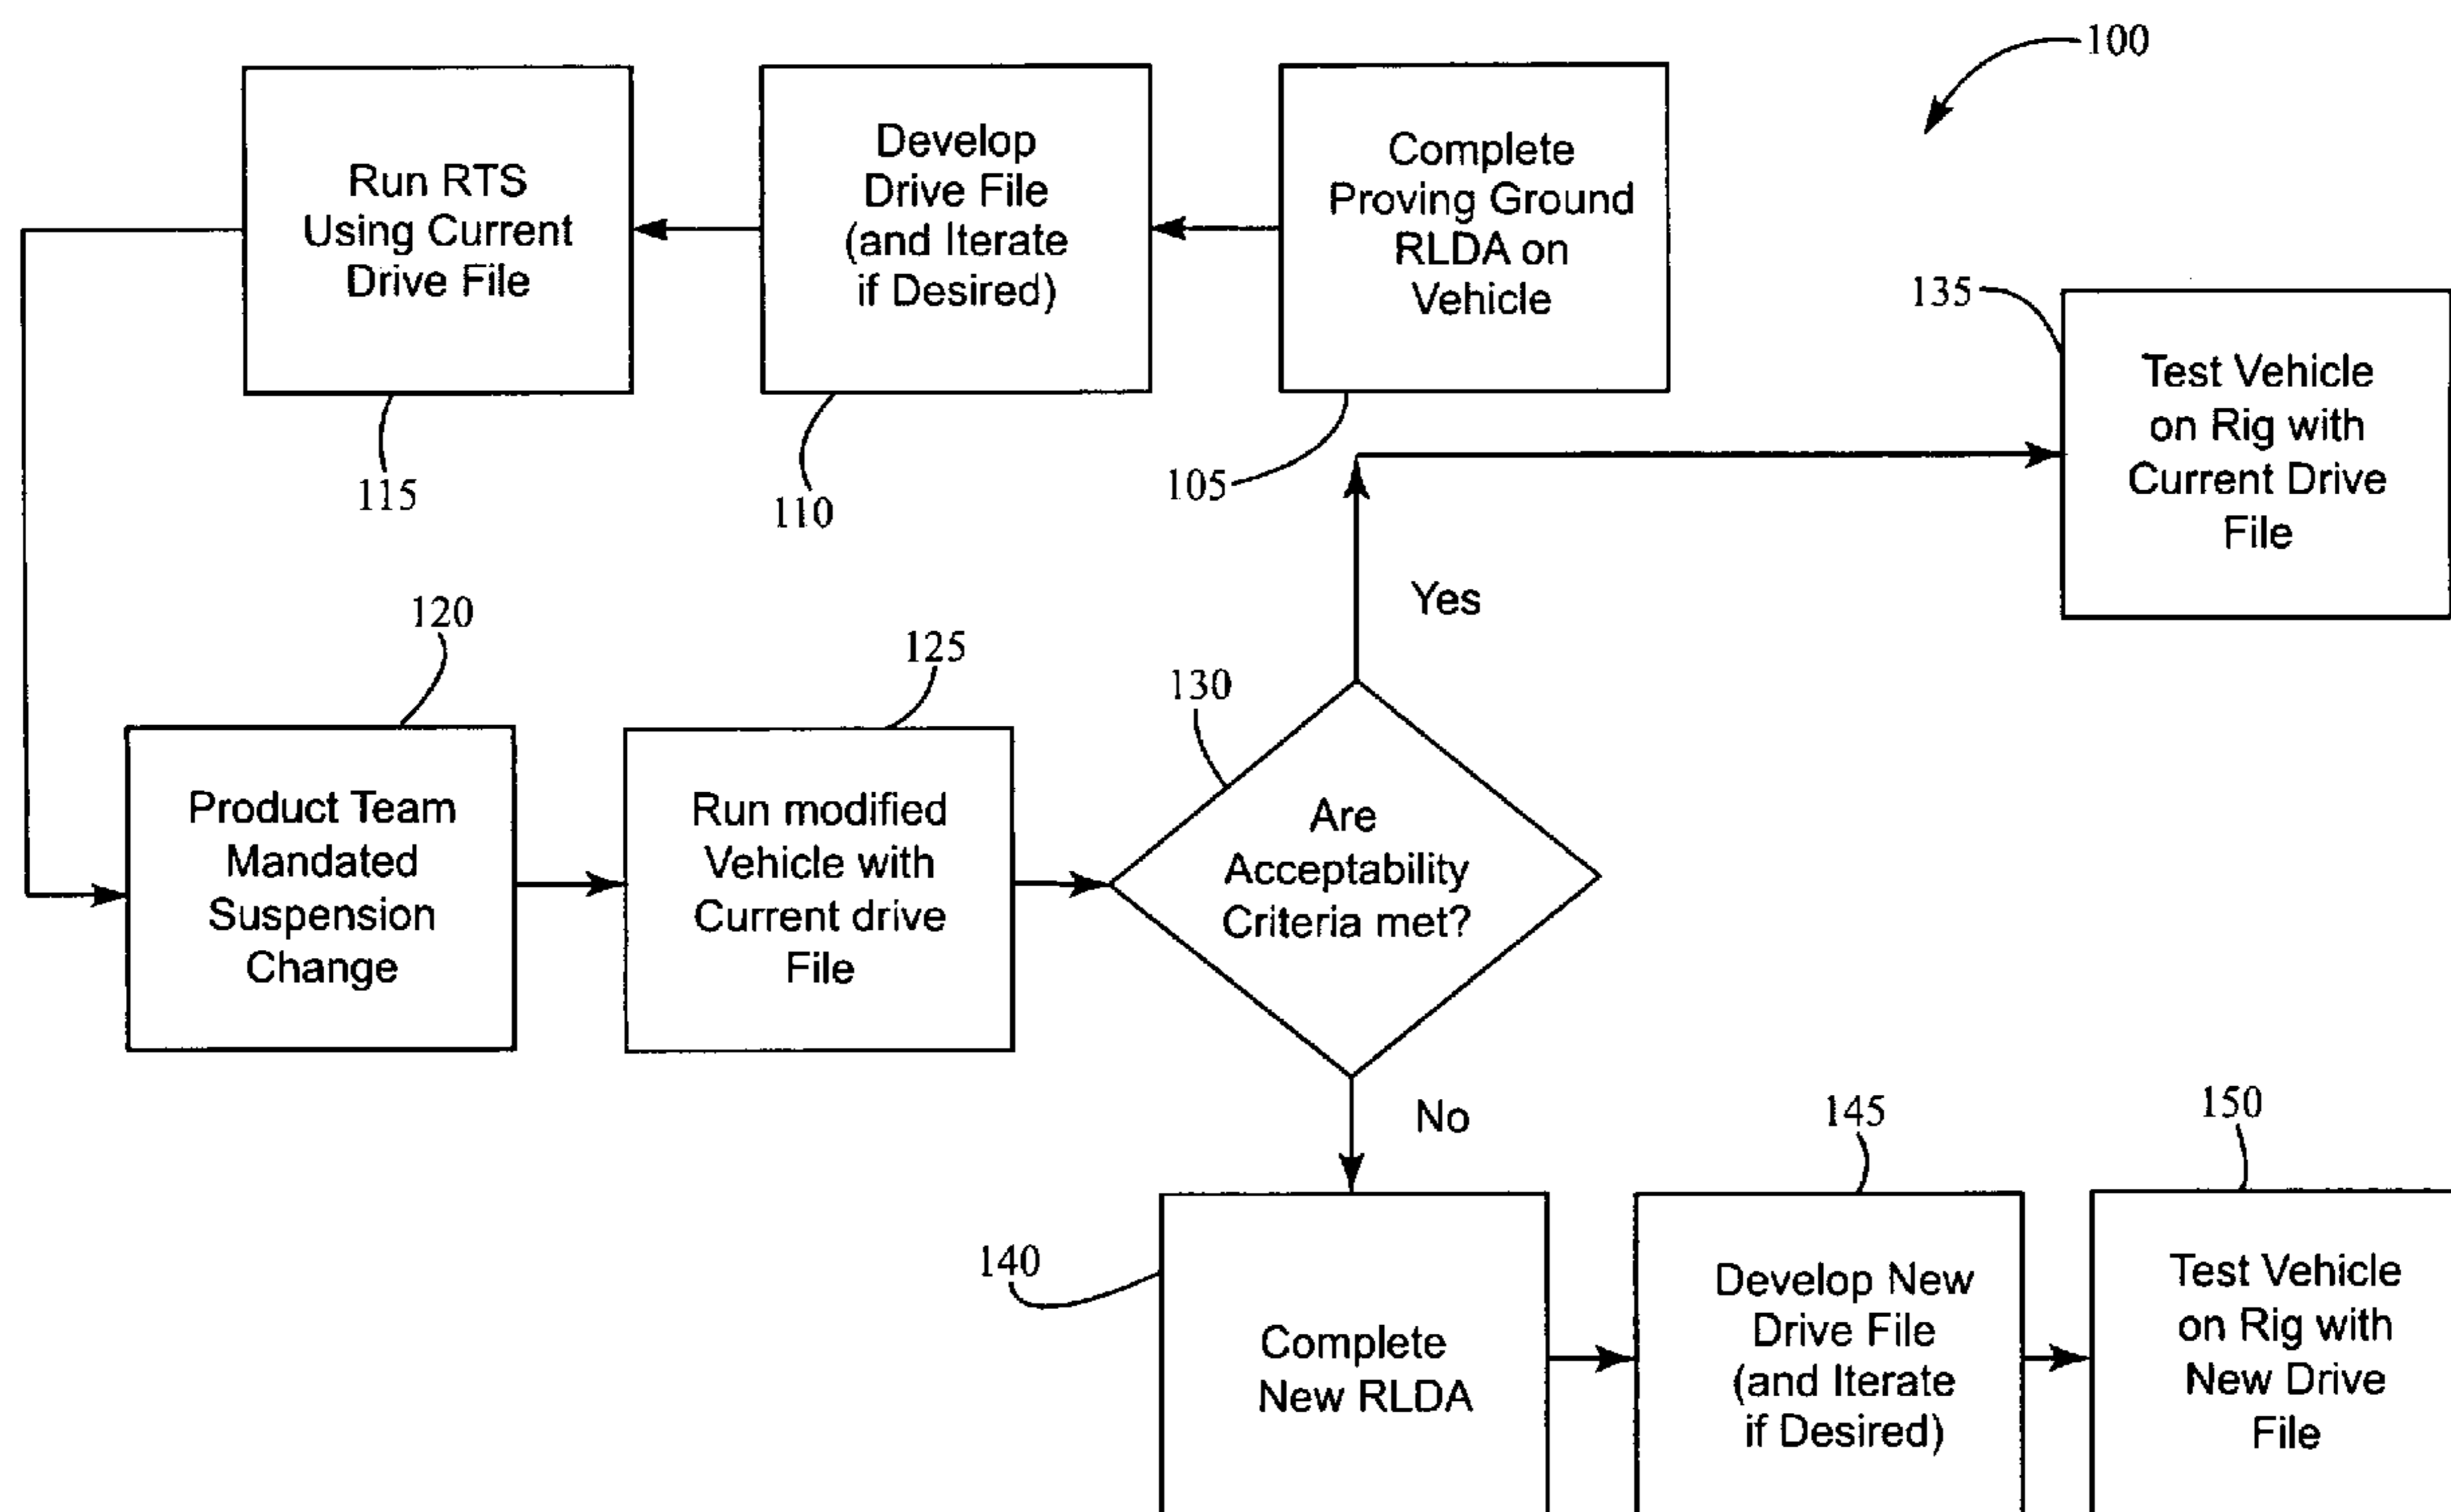 100
Run RTS
Using Current
Drive File
Develop
Drive File
(and Iterate
if Desired)
Complete
Proving Ground
RLDA on
Vehicle
135
Test Vehicle
on Rig with
Current Drive
File
115
110
105
Yes
120
125
130
Product Team
Mandated
Suspension
Change
Run modified
Vehicle with
Current drive
File
Are
Acceptability
Criteria met?
No
145
150
140
Complete
New RLDA
Develop New
Drive File
(and Iterate
if Desired)
Test Vehicle
on Rig with
New Drive
File